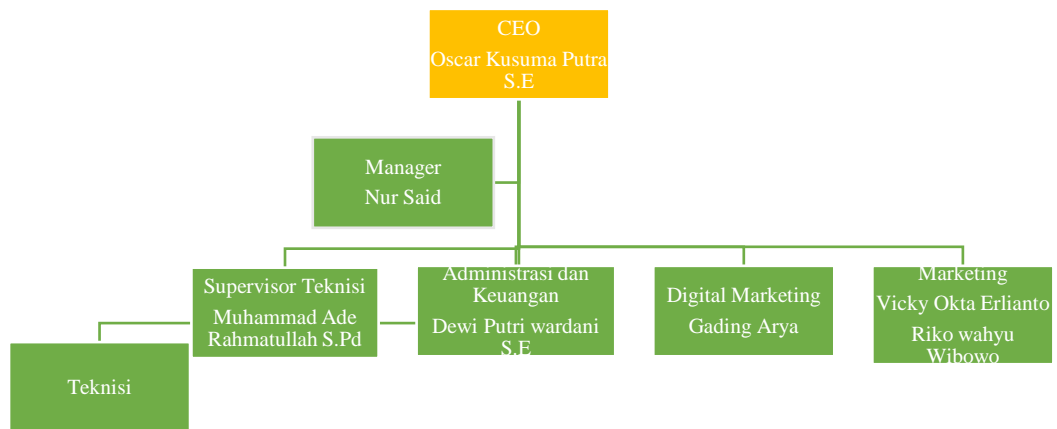 CEO
Oscar Kusuma Putra
S.E
Manager
Nur Said
Supervisor Teknisi
Muhammad Ade
Rahmatullah S.Pd
Administrasi dan
Keuangan
Dewi Putri wardani
S.E
Digital Marketing
Gading Arya
Marketing
Vicky Okta Erlianto
Riko wahyu
Wibowo
Teknisi